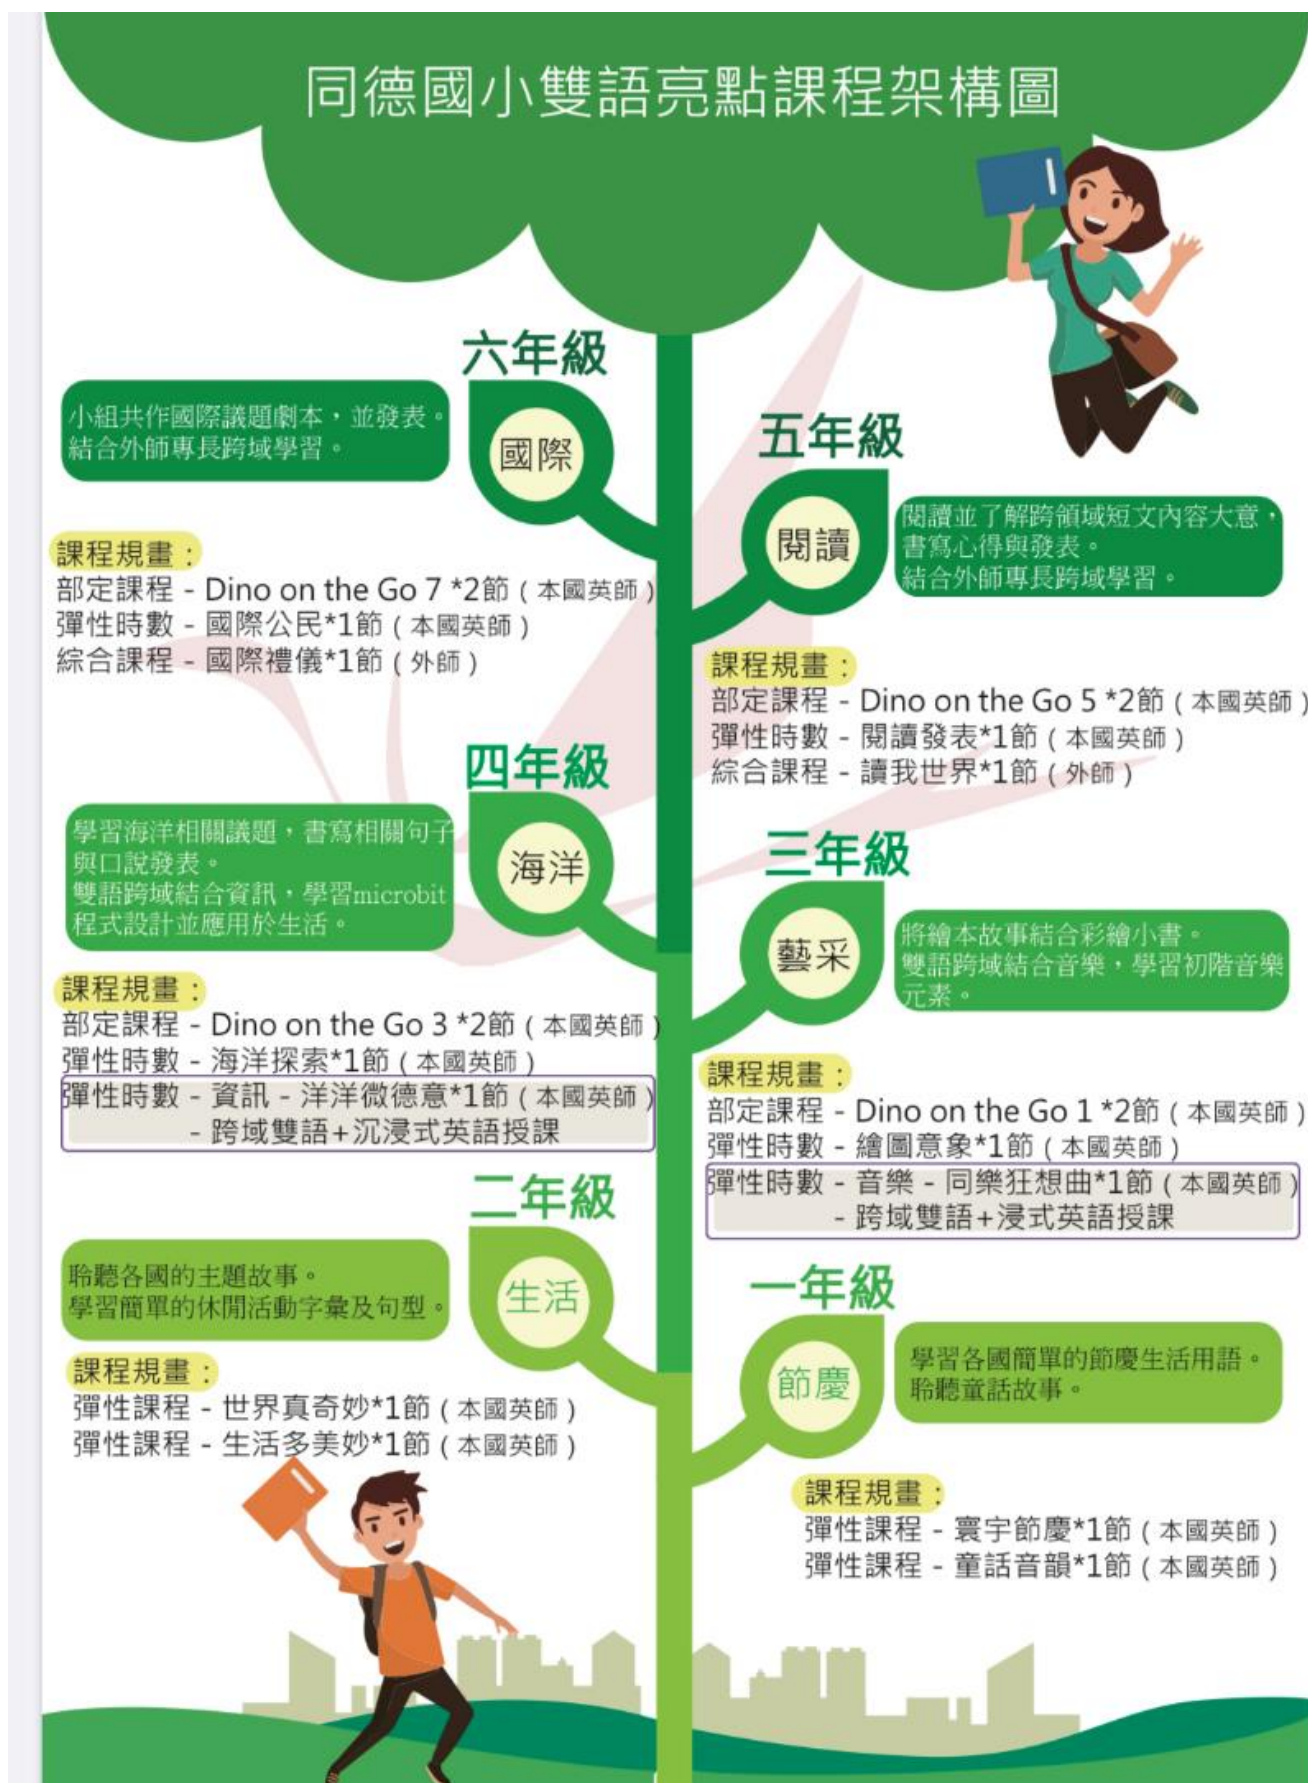 同德國小雙語亮點課程架構圖
六年級
國際
小組共作國際議題劇本，並發表。
結合外師專長跨域學習。
課程規畫：
部定課程 - Dino on the Go 7 *2節（本國英師）
彈性時數 - 國際公民*1節（本國英師）
綜合課程 - 國際禮儀*1節（外師）
五年級
閱讀
閱讀並了解跨領域短文內容大意，
書寫心得與發表。
結合外師專長跨域學習。
課程規畫：
部定課程 - Dino on the Go 5 *2節（本國英師）
彈性時數 - 閱讀發表*1節（本國英師）
綜合課程 - 讀我世界*1節（外師）
四年級
海洋
學習海洋相關議題，書寫相關句子
與口說發表。
雙語跨域結合資訊，學習microbit
程式設計並應用於生活。
課程規畫：
部定課程 - Dino on the Go 3 *2節（本國英師）
彈性時數 - 海洋探索*1節（本國英師）
彈性時數 - 資訊 - 洋洋微德意*1節（本國英師）
- 跨域雙語+沉浸式英語授課
三年級
藝采
將繪本故事結合彩繪小書。
雙語跨域結合音樂，學習初階音樂
元素。
課程規畫：
部定課程 - Dino on the Go 1 *2節（本國英師）
彈性時數 - 繪圖意象*1節（本國英師）
彈性時數 - 音樂 - 同樂狂想曲*1節（本國英師）
- 跨域雙語+浸式英語授課
二年級
生活
聆聽各國的主題故事。
學習簡單的休閒活動字彙及句型。
課程規畫：
彈性課程 - 世界真奇妙*1節（本國英師）
彈性課程 - 生活多美妙*1節（本國英師）
一年級
節慶
學習各國簡單的節慶生活用語。
聆聽童話故事。
課程規畫：
彈性課程 - 寰宇節慶*1節（本國英師）
彈性課程 - 童話音韻*1節（本國英師）